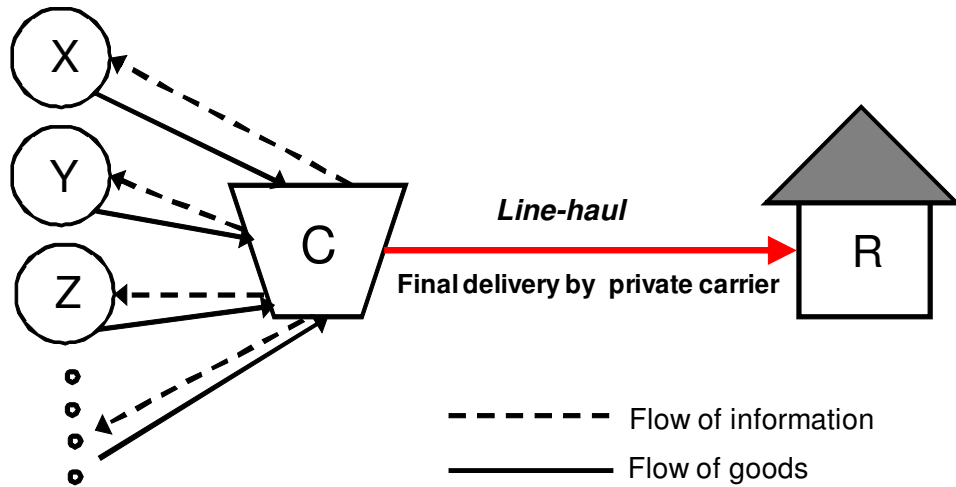 X
Y
Z
C
Line-haul
Final delivery by private carrier
R
Flow of information
Flow of goods